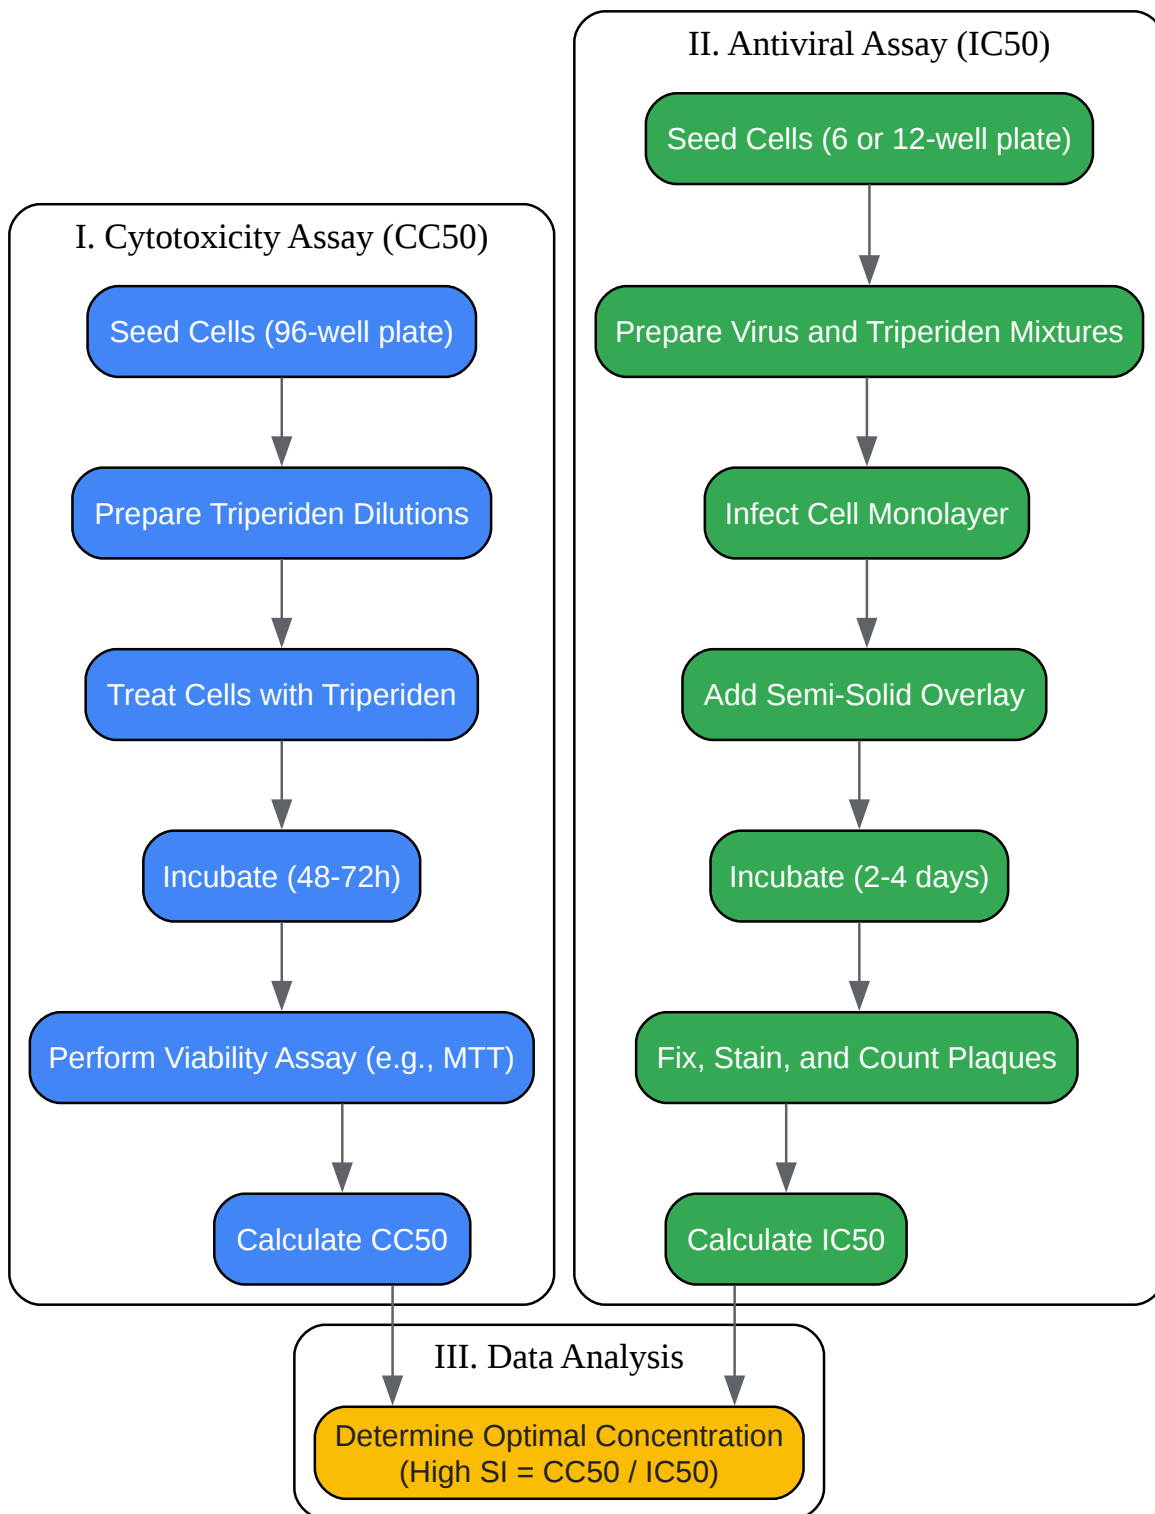 I. Cytotoxicity Assay (CC50)
Seed Cells (96-well plate)
Prepare Triperiden Dilutions
Treat Cells with Triperiden
Incubate (48-72h)
Perform Viability Assay (e.g., MTT)
Calculate CC50
II. Antiviral Assay (IC50)
Seed Cells (6 or 12-well plate)
Prepare Virus and Triperiden Mixtures
Infect Cell Monolayer
Add Semi-Solid Overlay
Incubate (2-4 days)
Fix, Stain, and Count Plaques
Calculate IC50
III. Data Analysis
Determine Optimal Concentration
(High SI = CC50 / IC50)